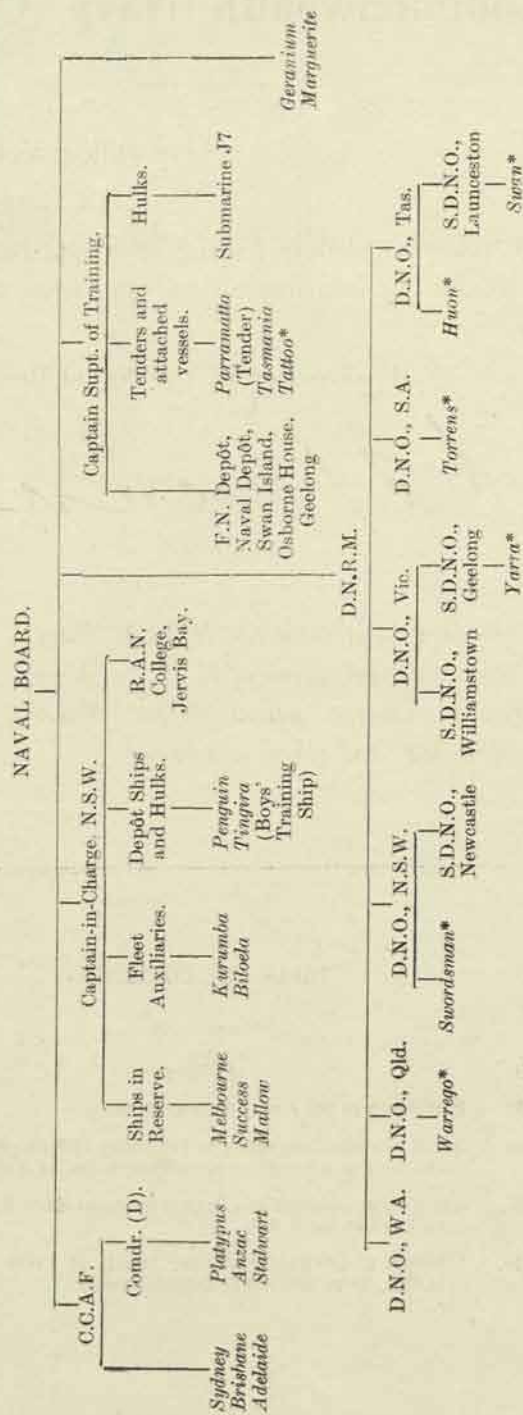 NAVAL BOARD.
C.C.A.F.
Captain-in-Charge, N.S.W.
Captain Supt. of Training.
Comdr. (D).
Ships in
Reserve.
Fleet
Auxiliaries.
Depôt Ships
and Hulks.
R.A.N.
College,
Jervis Bay.
Tenders and
attached
vessels.
Hulks.
Sydney
Brisbane
Adelaide
Platypus
Anzac
Stalwart
Melbourne
Success
Mallow
Kurumba
Biloela
Penguin
Tingira
(Boys'
Training
Ship)
F.N. Depôt,
Naval Depôt,
Swan Island,
Osborne House,
Geelong
Parramatta
(Tender)
Tasmania
Tattoo*
Submarine J7
Geranium
Marguerite
D.N.R.M.
D.N.O., W.A.
D.N.O., Qld.
D.N.O., N.S.W.
D.N.O., Vic.
D.N.O., S.A.
D.N.O., Tas.
Warrego*
Swordsman*
S.D.N.O.,
Newcastle
S.D.N.O.,
Williamstown
S.D.N.O.,
Geelong
Yarra*
Torrens*
Huon*
S.D.N.O.,
Launceston
Swan*